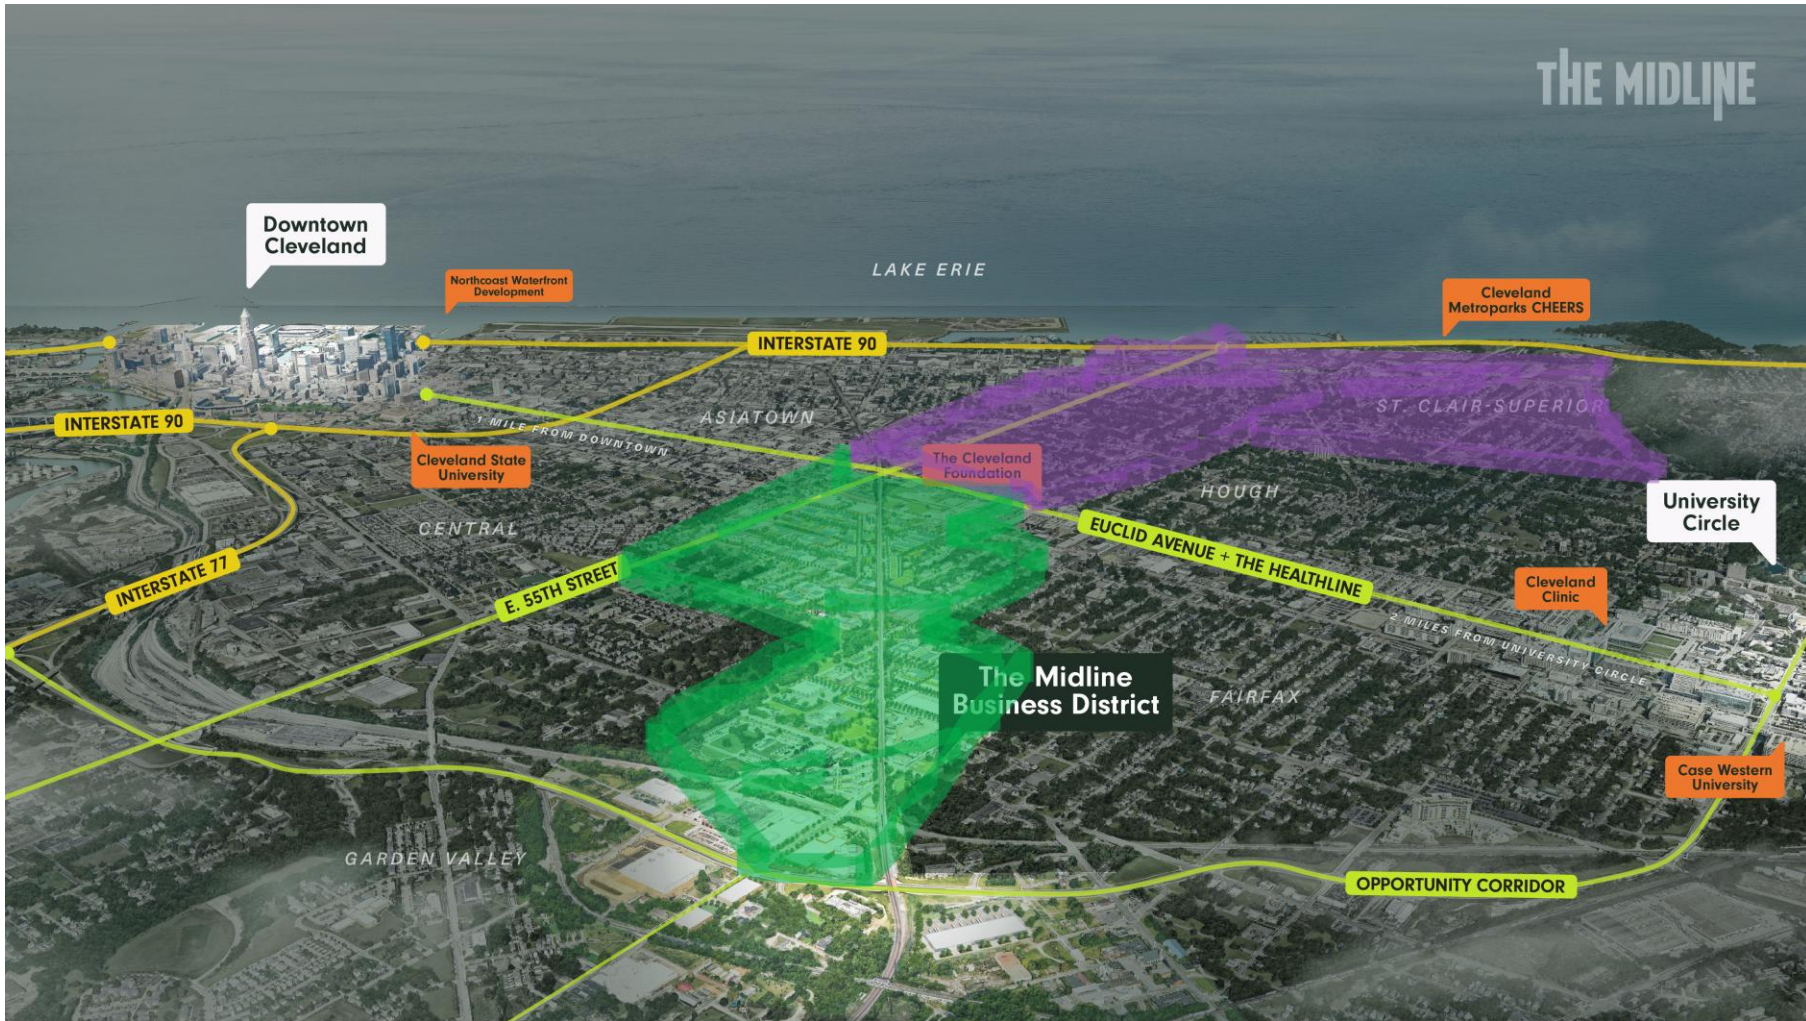 THE MIDLINE
Downtown
Cleveland
LAKE ERIE
Northcoast Waterfront
Development
Cleveland
Metroparks CHEERS
INTERSTATE 90
INTERSTATE 90
1 MILE FROM DOWNTOWN
ASIATOWN
ST. CLAIR-SUPERIOR
Cleveland State
University
The Cleveland
Foundation
HOUGH
University
Circle
CENTRAL
EUCLID AVENUE + THE HEALTHLINE
INTERSTATE 77
E. 55TH STREET
Cleveland
Clinic
2 MILES FROM UNIVERSITY CIRCLE
The Midline
Business District
FAIRFAX
Case Western
University
GARDEN VALLEY
OPPORTUNITY CORRIDOR